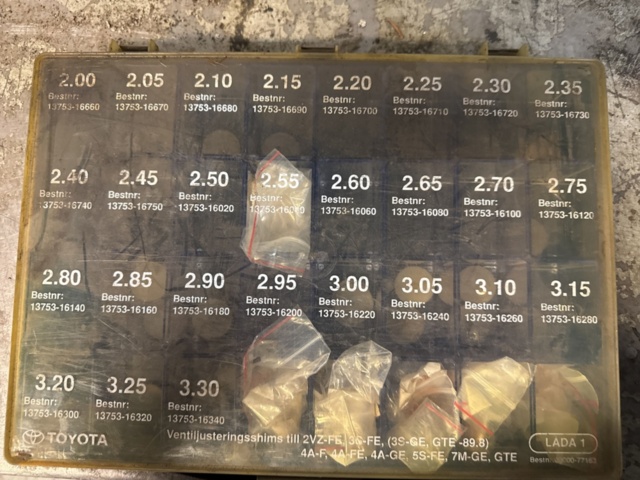 2.00 2.05 2.10 2.15 2.20 2.25 2.30 2.35
Bestnr: Bestnr: Bestnr: Bestnr: Bestnr: Bestnr: Bestnr: Bestnr:
13753-16660 13753-16670 13753-16680 13753-16690 13753-16700 13753-16710 13753-16720 13753-16730
2.40 2.45 2.50 2.55 2.60 2.65 2.70 2.75
Bestnr: Bestnr: Bestnr: Bestnr: Bestnr: Bestnr: Bestnr: Bestnr:
13753-16740 13753-16750 13753-16020 13753-16060 13753-16080 13753-16100 13753-16120
2.80 2.85 2.90 2.95 3.00 3.05 3.10 3.15
Bestnr: Bestnr: Bestnr: Bestnr: Bestnr: Bestnr: Bestnr: Bestnr:
13753-16140 13753-16160 13753-16180 13753-16200 13753-16220 13753-16240 13753-16260 13753-16280
3.20 3.25 3.30
Bestnr: Bestnr: Bestnr:
13753-16300 13753-16320 13753-16340
TOYOTA
Ventiljusteringsshims till 2VZ-FE, 3S-FE, (3S-GE, GTE -89.8)
4A-F, 4A-FE, 4A-GE, 5S-FE, 7M-GE, GTE
LADA 1
Bestnr: